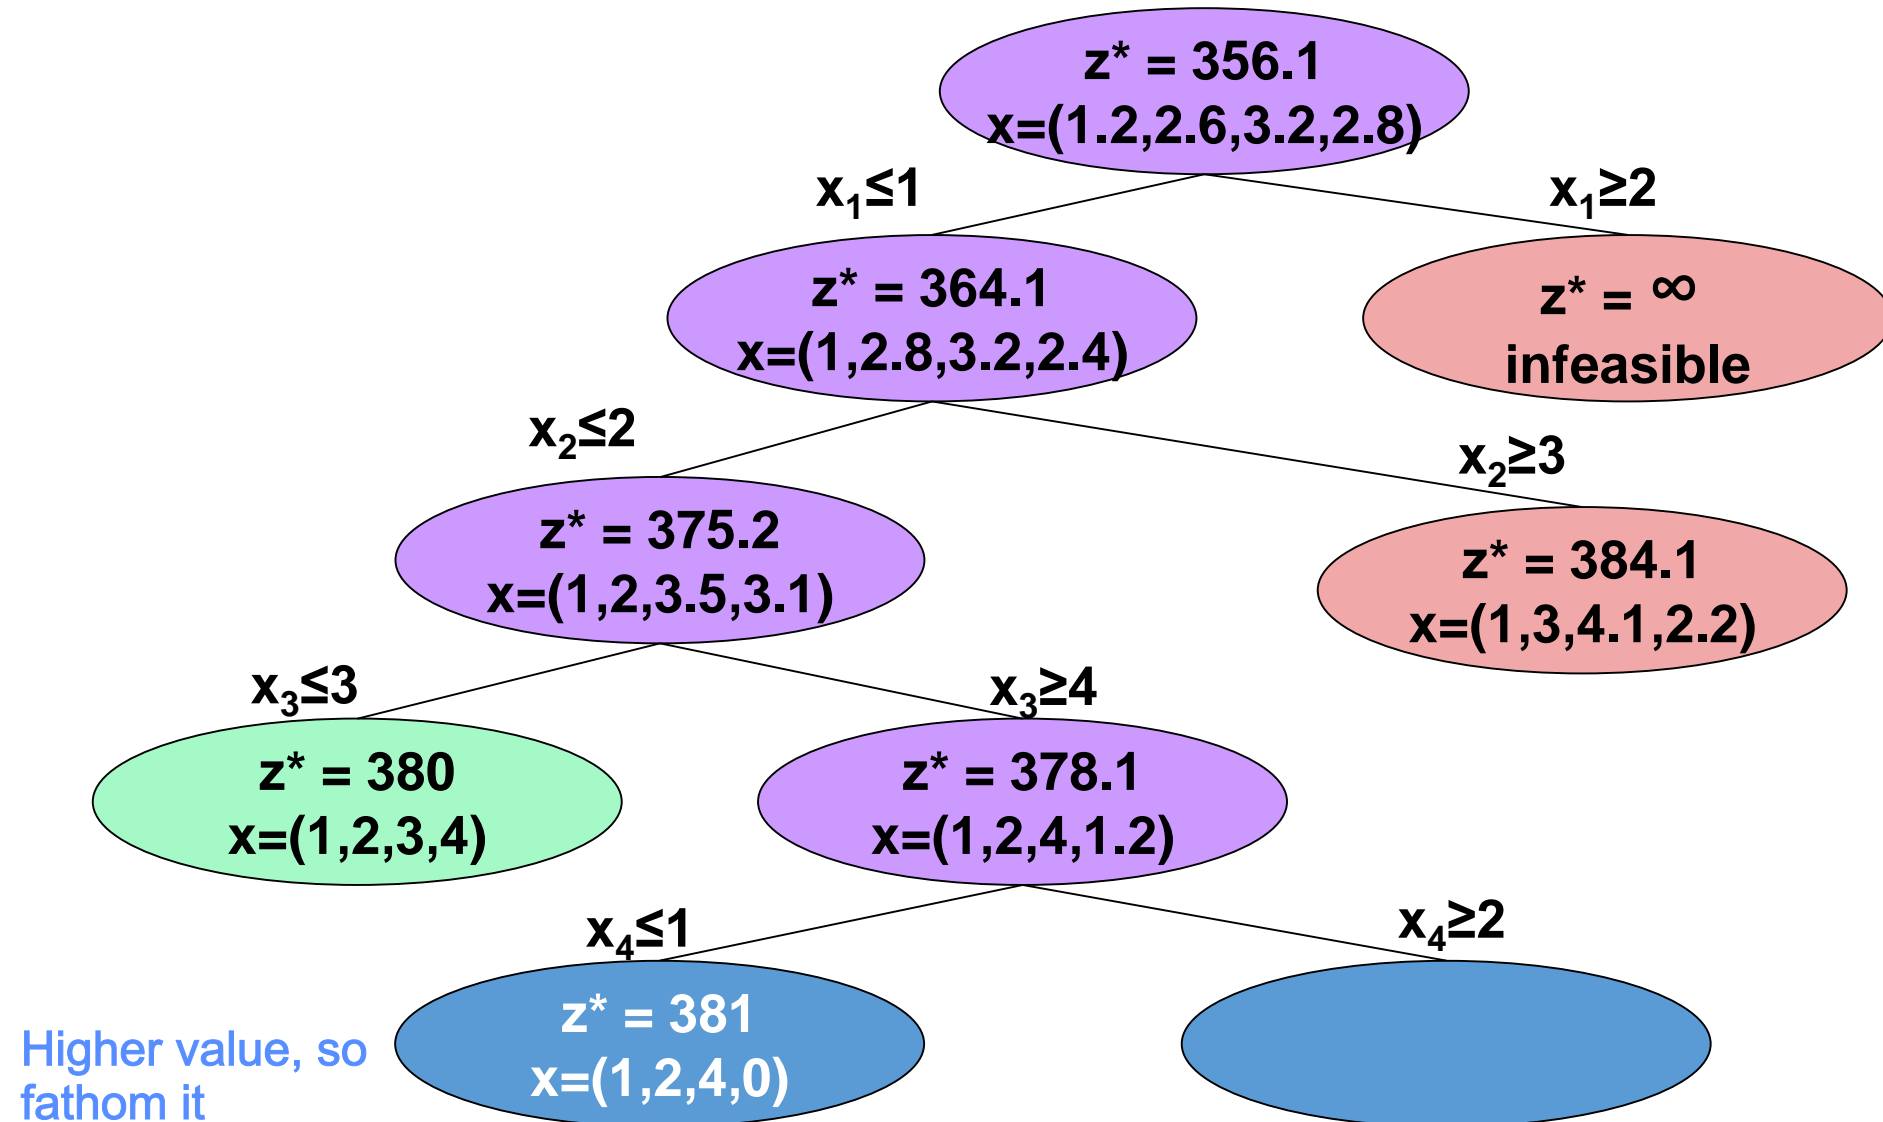 z* = 356.1
x=(1.2,2.6,3.2,2.8)
x₁≤1
x₁≥2
z* = 364.1
x=(1,2.8,3.2,2.4)
z* = ∞
infeasible
x₂≤2
x₂≥3
z* = 375.2
x=(1,2,3.5,3.1)
z* = 384.1
x=(1,3,4.1,2.2)
x₃≤3
x₃≥4
z* = 380
x=(1,2,3,4)
z* = 378.1
x=(1,2,4,1.2)
x₄≤1
x₄≥2
z* = 381
x=(1,2,4,0)
Higher value, so
fathom it